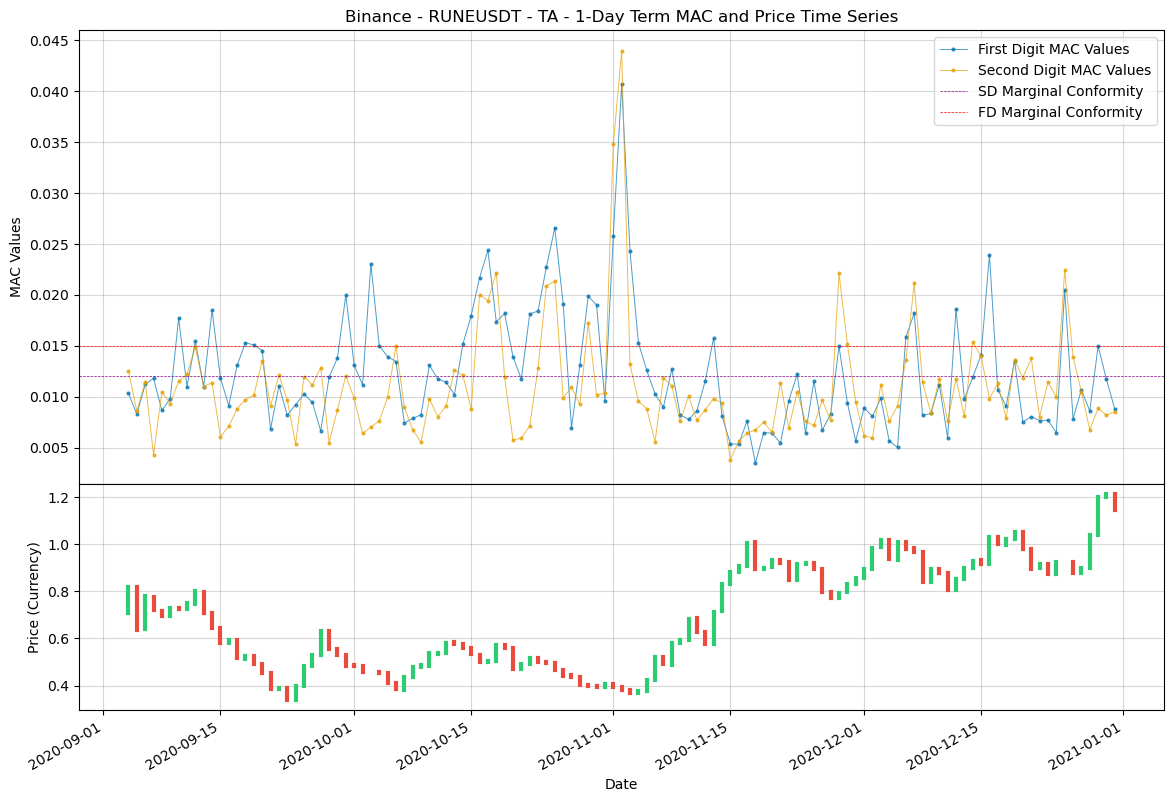 Binance - RUNEUSDT - TA - 1-Day Term MAC and Price Time Series
First Digit MAC Values
Second Digit MAC Values
SD Marginal Conformity
FD Marginal Conformity
MAC Values
0.045
0.040
0.035
0.030
0.025
0.020
0.015
0.010
0.005
Price (Currency)
1.2
1.0
0.8
0.6
0.4
2020-09-01
2020-09-15
2020-10-01
2020-10-15
2020-11-01
2020-11-15
2020-12-01
2020-12-15
2021-01-01
Date